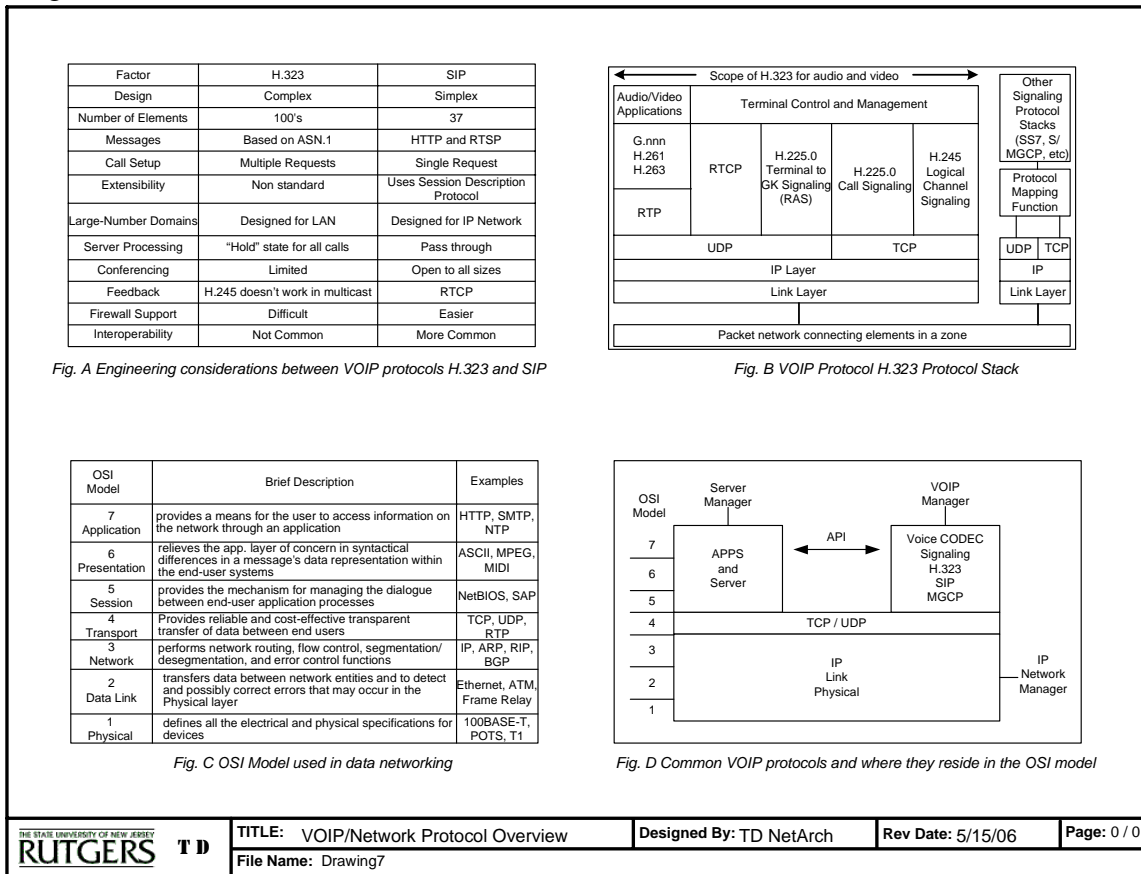 Factor H.323 SIP
Design Complex Simplex
Number of Elements 100's 37
Messages Based on ASN.1 HTTP and RTSP
Call Setup Multiple Requests Single Request
Extensibility Non standard Uses Session Description
Protocol
Large-Number Domains Designed for LAN Designed for IP Network
Server Processing “Hold” state for all calls Pass through
Conferencing Limited Open to all sizes
Feedback H.245 doesn’t work in multicast RTCP
Firewall Support Difficult Easier
Interoperability Not Common More Common
Fig. A Engineering considerations between VOIP protocols H.323 and SIP
Scope of H.323 for audio and video
Audio/Video
Applications
Terminal Control and Management
G.nnn
H.261
H.263
RTP
RTCP
H.225.0
Terminal to
GK Signaling
(RAS)
H.225.0
Call Signaling
H.245
Logical
Channel
Signaling
UDP TCP
IP Layer
Link Layer
Other
Signaling
Protocol
Stacks
(SS7, S/
MGCP, etc)
Protocol
Mapping
Function
UDP TCP
IP
Link Layer
Packet network connecting elements in a zone
Fig. B VOIP Protocol H.323 Protocol Stack
OSI
Model
Brief Description
Examples
7
Application
provides a means for the user to access information on
the network through an application
HTTP, SMTP,
NTP
6
Presentation
relieves the app. layer of concern in syntactical
differences in a message’s data representation within
the end-user systems
ASCII, MPEG,
MIDI
5
Session
provides the mechanism for managing the dialogue
between end-user application processes
NetBIOS, SAP
4
Transport
Provides reliable and cost-effective transparent
transfer of data between end users
TCP, UDP,
RTP
3
Network
performs network routing, flow control, segmentation/
desegmentation, and error control functions
IP, ARP, RIP,
BGP
2
Data Link
transfers data between network entities and to detect
and possibly correct errors that may occur in the
Physical layer
Ethernet, ATM,
Frame Relay
1
Physical
defines all the electrical and physical specifications for
devices
100BASE-T,
POTS, T1
Fig. C OSI Model used in data networking
OSI
Model
7
6
5
4
3
2
1
Server
Manager
VOIP
Manager
APPS
and
Server
API
Voice CODEC
Signaling
H.323
SIP
MGCP
TCP / UDP
IP
Link
Physical
IP
Network
Manager
Fig. D Common VOIP protocols and where they reside in the OSI model
THE STATE UNIVERSITY OF NEW JERSEY
RUTGERS
TD
TITLE: VOIP/Network Protocol Overview
Designed By: TD NetArch
Rev Date: 5/15/06
Page: 0 / 0
File Name: Drawing7